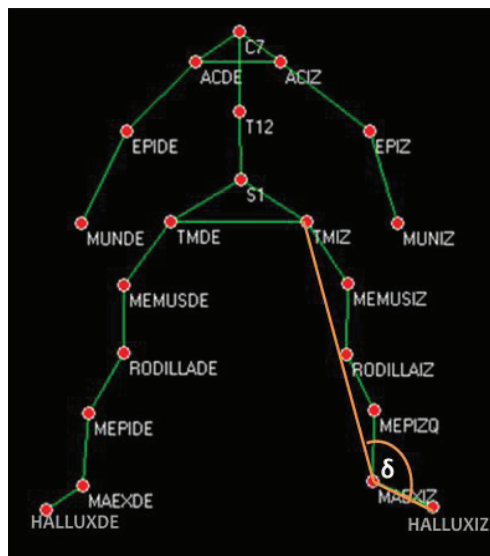 C7
ACDE
ACIZ
T12
EPIDE
EPIZ
S1
MUNDE
TMDE
TMIZ
MUNIZ
MEMUSDE
MEMUSIZ
RODILLADE
RODILLAIZ
MEPIDE
MEPIZQ
δ
MAEXDE
MAEXIZ
HALLUXDE
HALLUXIZ